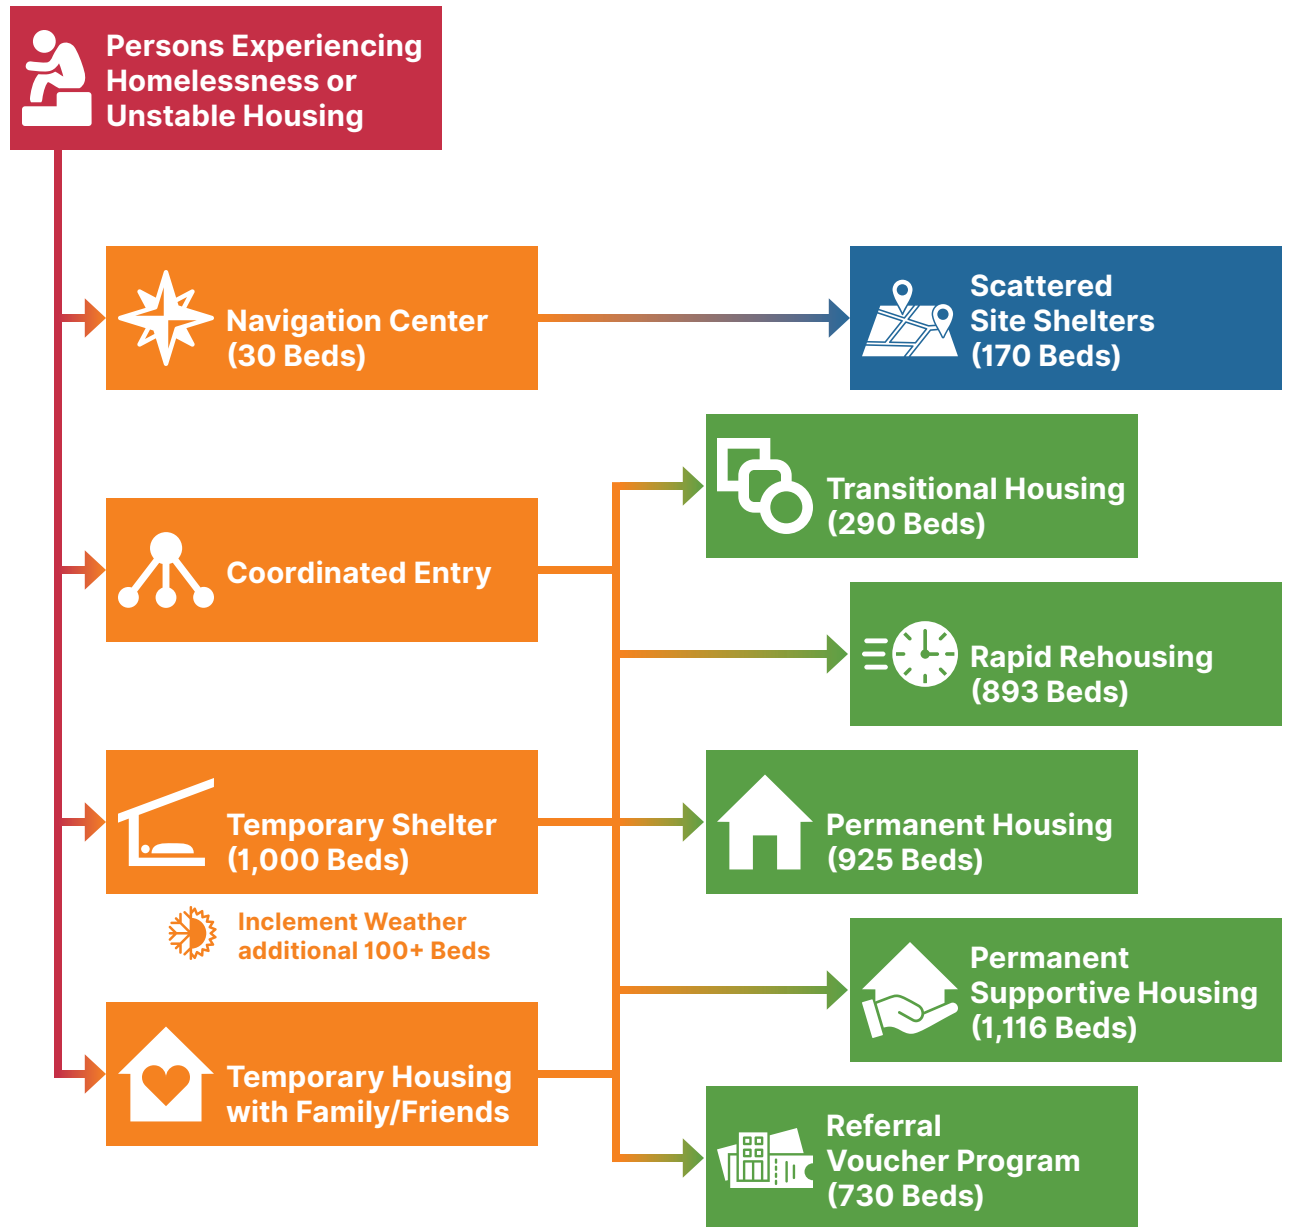 Persons Experiencing
Homelessness or
Unstable Housing
Navigation Center
(30 Beds)
Scattered
Site Shelters
(170 Beds)
Coordinated Entry
Transitional Housing
(290 Beds)
Rapid Rehousing
(893 Beds)
Temporary Shelter
(1,000 Beds)
Inclement Weather
additional 100+ Beds
Permanent Housing
(925 Beds)
Permanent
Supportive Housing
(1,116 Beds)
Temporary Housing
with Family/Friends
Referral
Voucher Program
(730 Beds)